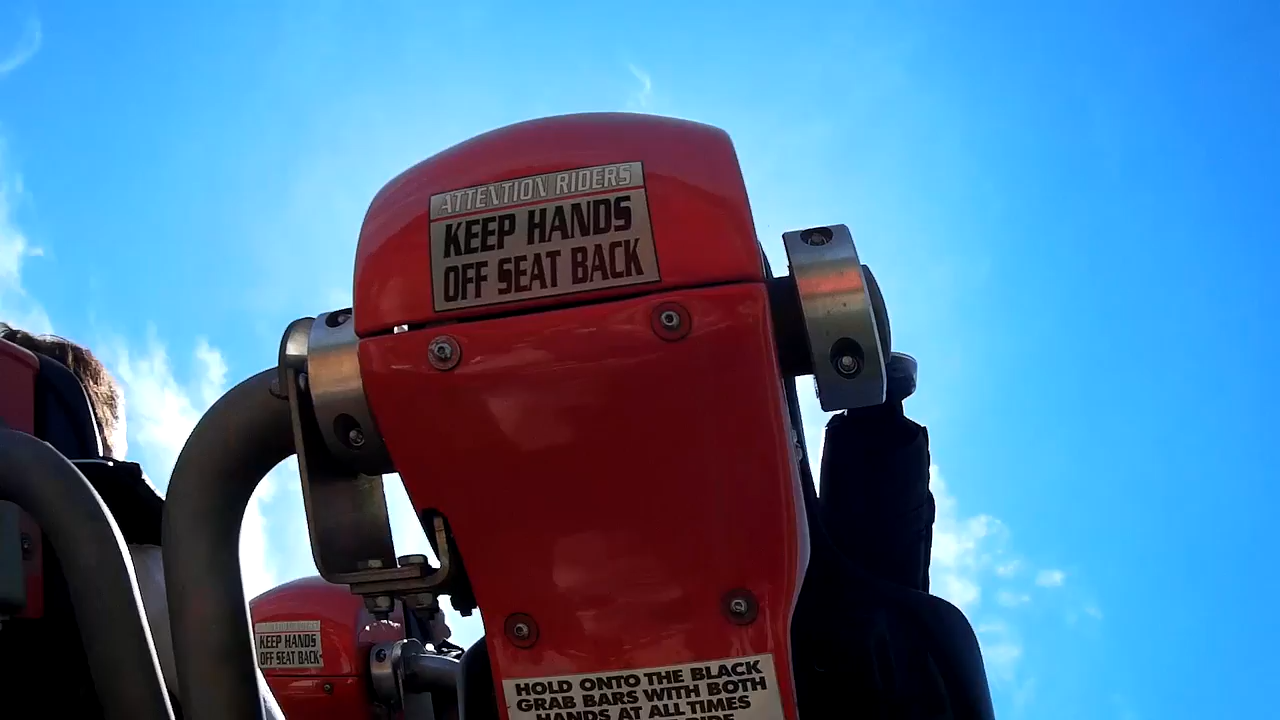 ATTENTION RIDERS
KEEP HANDS
OFF SEAT BACK
KEEP HANDS
OFF SEAT BACK
HOLD ONTO THE BLACK
GRAB BARS WITH BOTH
HANDS AT ALL TIMES
RIDE